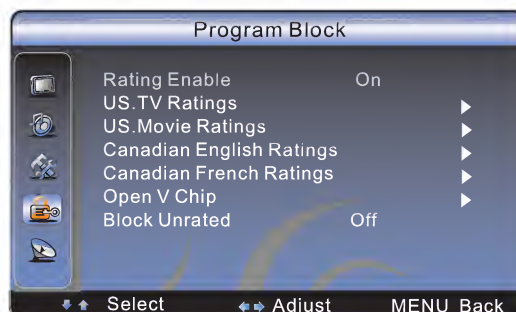 Program Block
Rating Enable On
US.TV Ratings
US.Movie Ratings
Canadian English Ratings
Canadian French Ratings
Open V Chip
Block Unrated Off
Select Adjust MENU Back